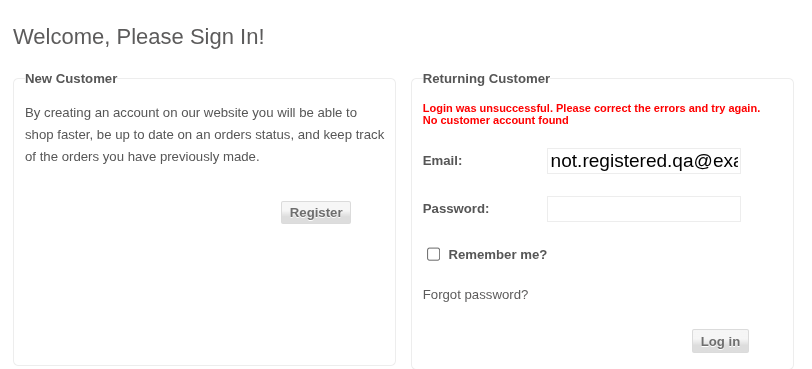 Welcome, Please Sign In!
New Customer
By creating an account on our website you will be able to
shop faster, be up to date on an orders status, and keep track
of the orders you have previously made.
Register
Returning Customer
Login was unsuccessful. Please correct the errors and try again.
No customer account found
Email: not.registered.qa@exa
Password:
Remember me?
Forgot password?
Log in